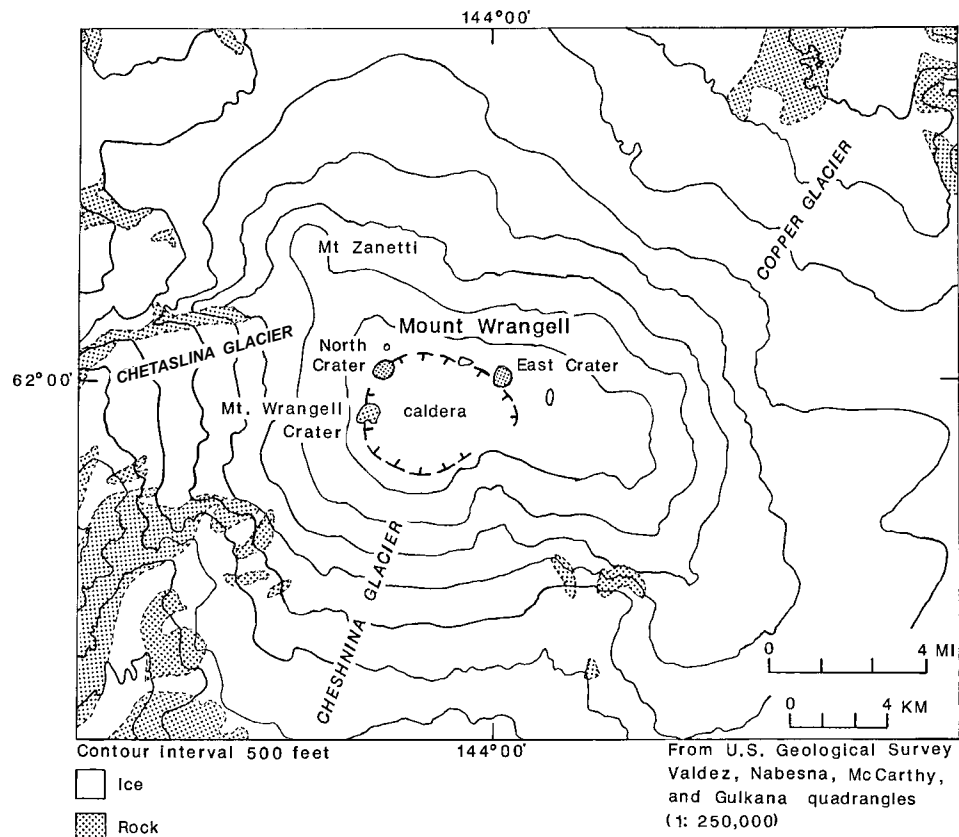 144°00'
Mt Zanetti
COPPER GLACIER
Mount Wrangell
North
Crater
CHETASLINA GLACIER
East Crater
62°00'
Mt. Wrangell
Crater
caldera
CHESHNINA GLACIER
0 4 MI
0 4 KM
Contour interval 500 feet
144°00'
From U.S. Geological Survey
Valdez, Nabesna, McCarthy,
and Gulkana quadrangles
(1: 250,000)
Ice
Rock